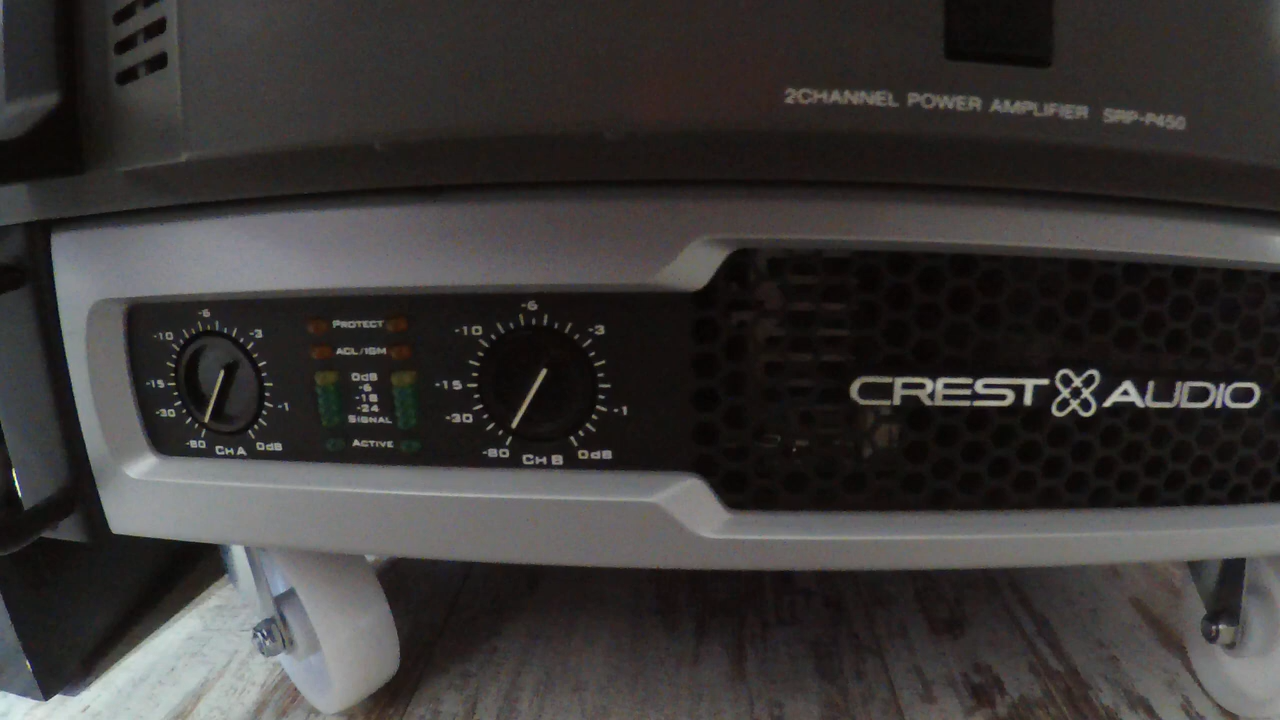 2CHANNEL POWER AMPLIFIER SRP-P450
-6
-10 -3
-15
-30 -1
-80 CH A 0dB
PROTECT
ACL/IGM
0dB
-6
-18
-24
SIGNAL
ACTIVE
-6
-10 -3
-15
-30 -1
-80 CH B 0dB
CREST AUDIO